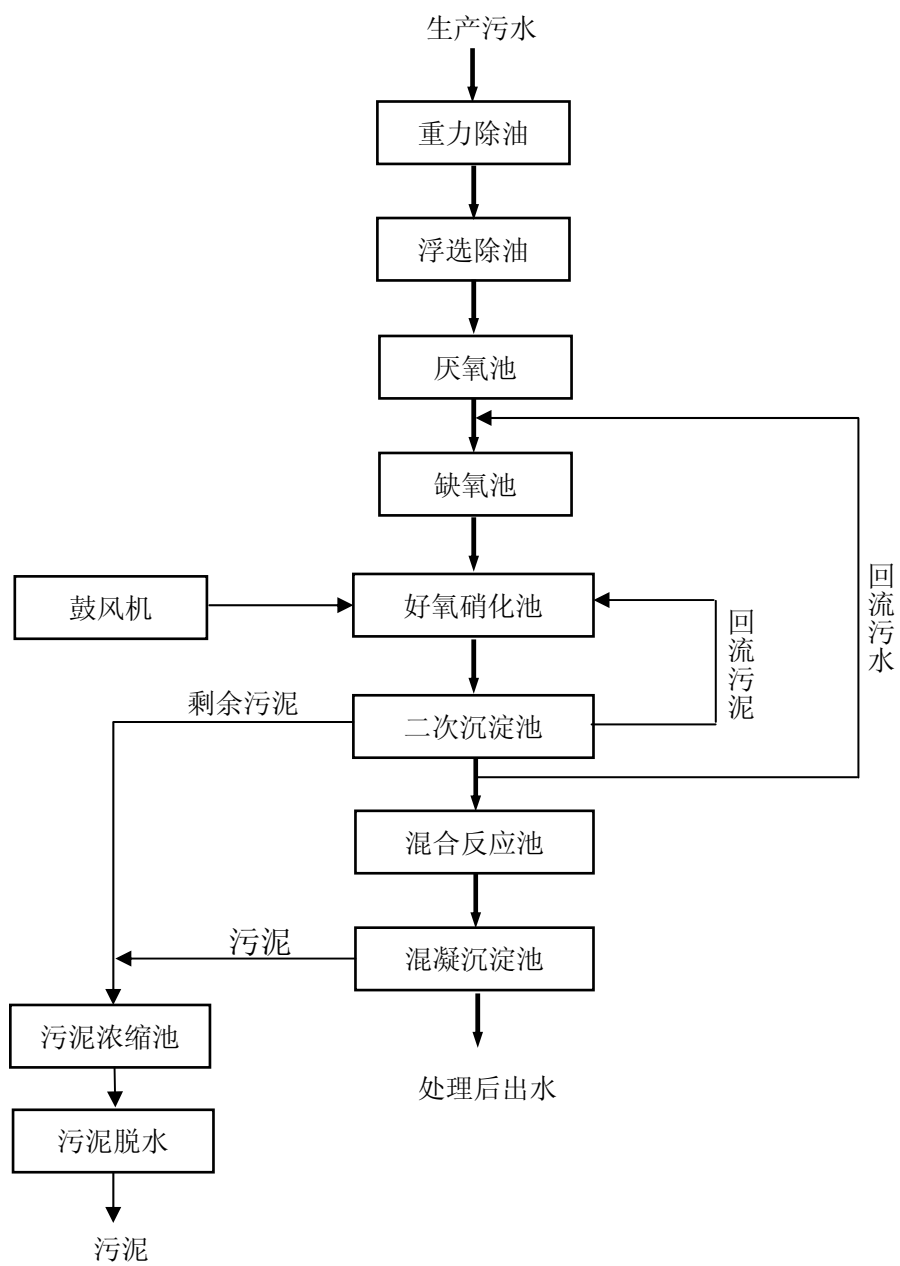 生产污水
重力除油
浮选除油
厌氧池
缺氧池
鼓风机
好氧硝化池
回流污泥
回流污水
剩余污泥
二次沉淀池
混合反应池
污泥
混凝沉淀池
污泥浓缩池
处理后出水
污泥脱水
污泥